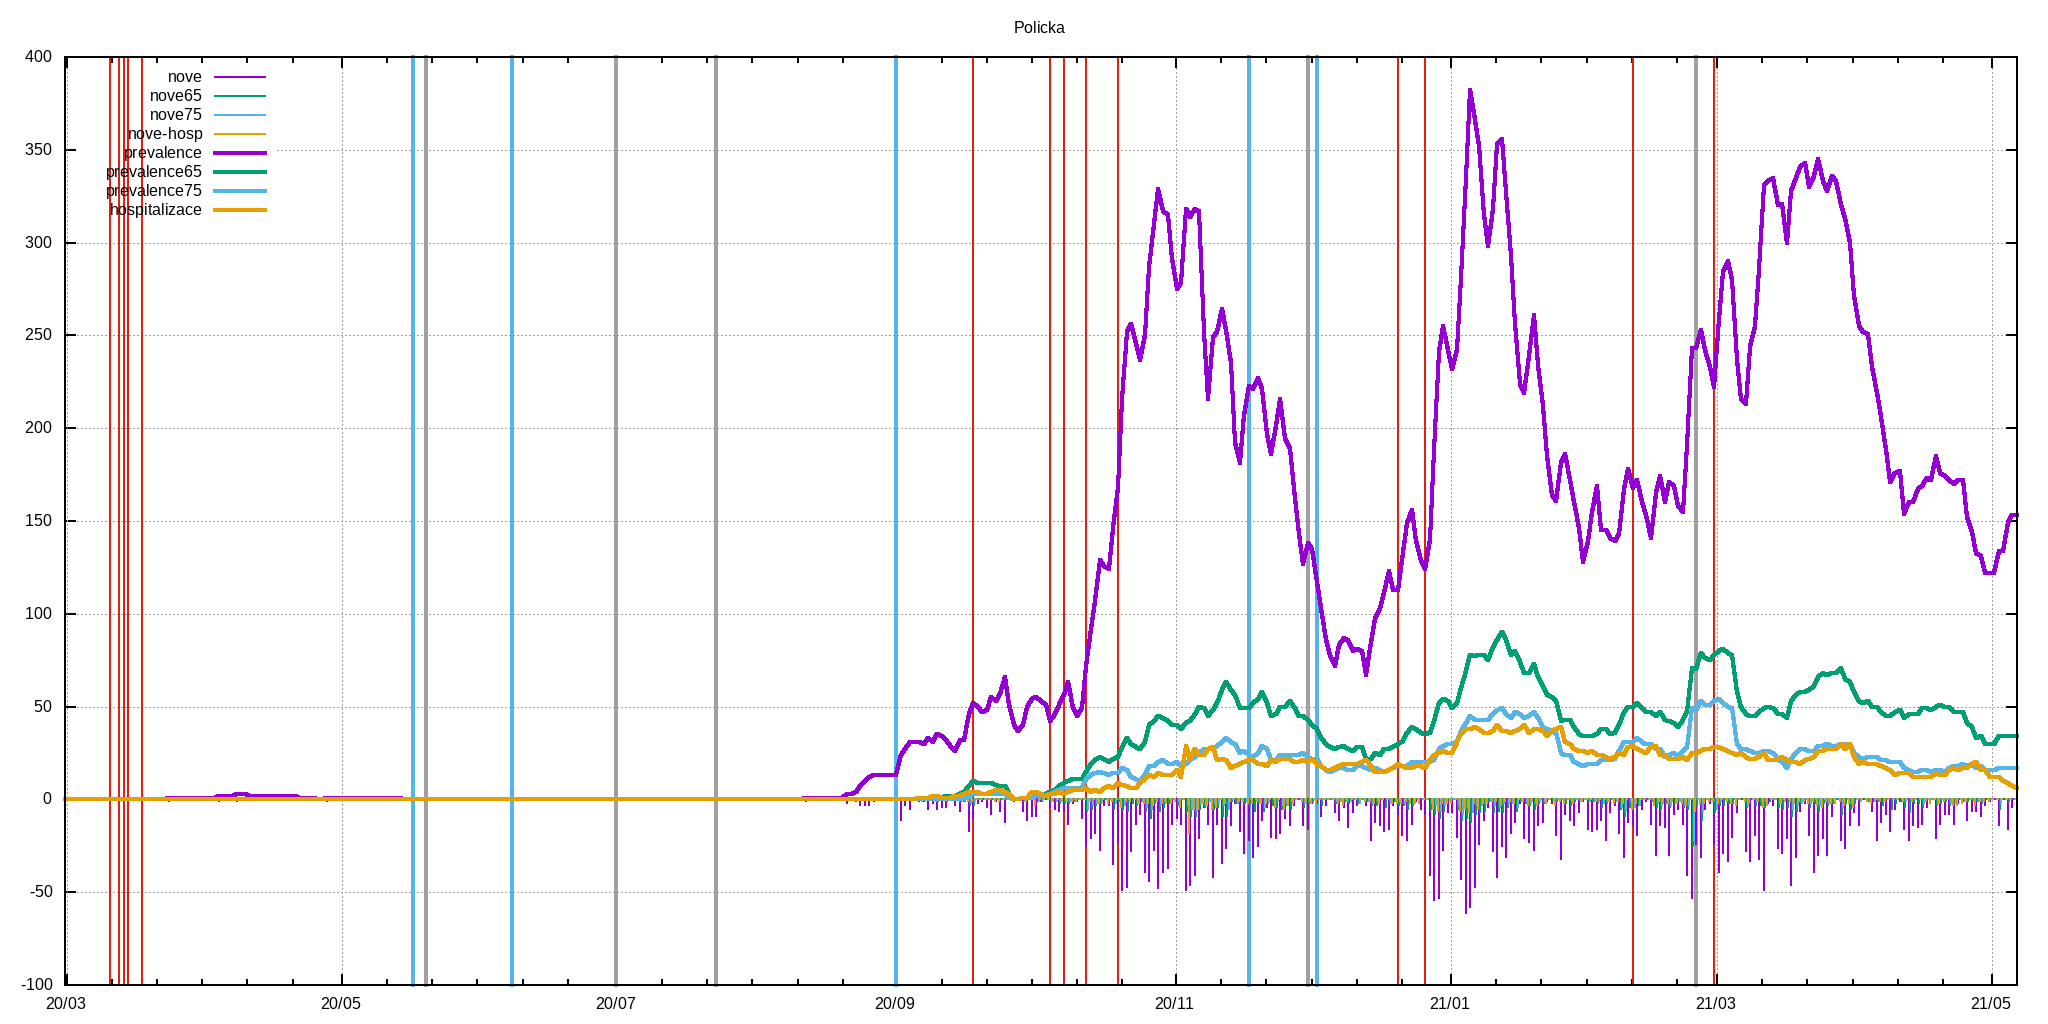 Policka
400
350
300
250
200
150
100
50
0
-50
-100
nove
nove65
nove75
nove-hosp
prevalence
prevalence65
prevalence75
hospitalizace
20/03 20/05 20/07 20/09 20/11 21/01 21/03 21/05